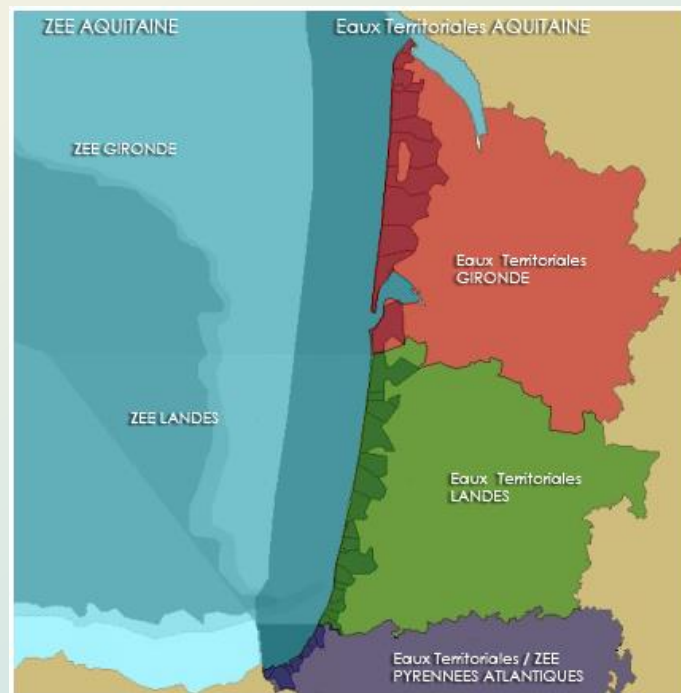 ZEE AQUITAINE
Eaux Territoriales AQUITAINE
ZEE GIRONDE
Eaux Territoriales
GIRONDE
ZEE LANDES
Eaux Territoriales
LANDES
Eaux Territoriales / ZEE
PYRENNEES ATLANTIQUES